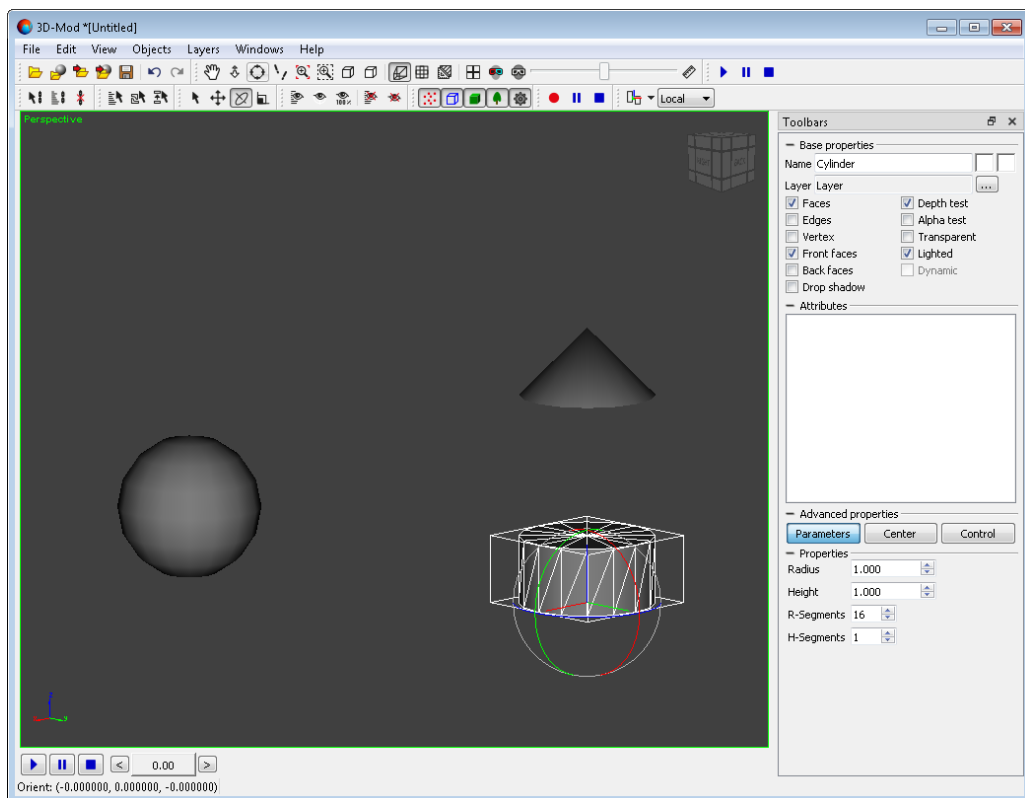 3D-Mod *[Untitled]
File Edit View Objects Layers Windows Help
100%
Local
Perspective
Toolbars
Base properties
Name Cylinder
Layer Layer ...
Faces Depth test
Edges Alpha test
Vertex Transparent
Front faces Lighted
Back faces Dynamic
Drop shadow
Attributes
Advanced properties
Parameters Center Control
Properties
Radius 1.000
Height 1.000
R-Segments 16
H-Segments 1
z
< 0.00 >
Orient: (-0.000000, 0.000000, -0.000000)